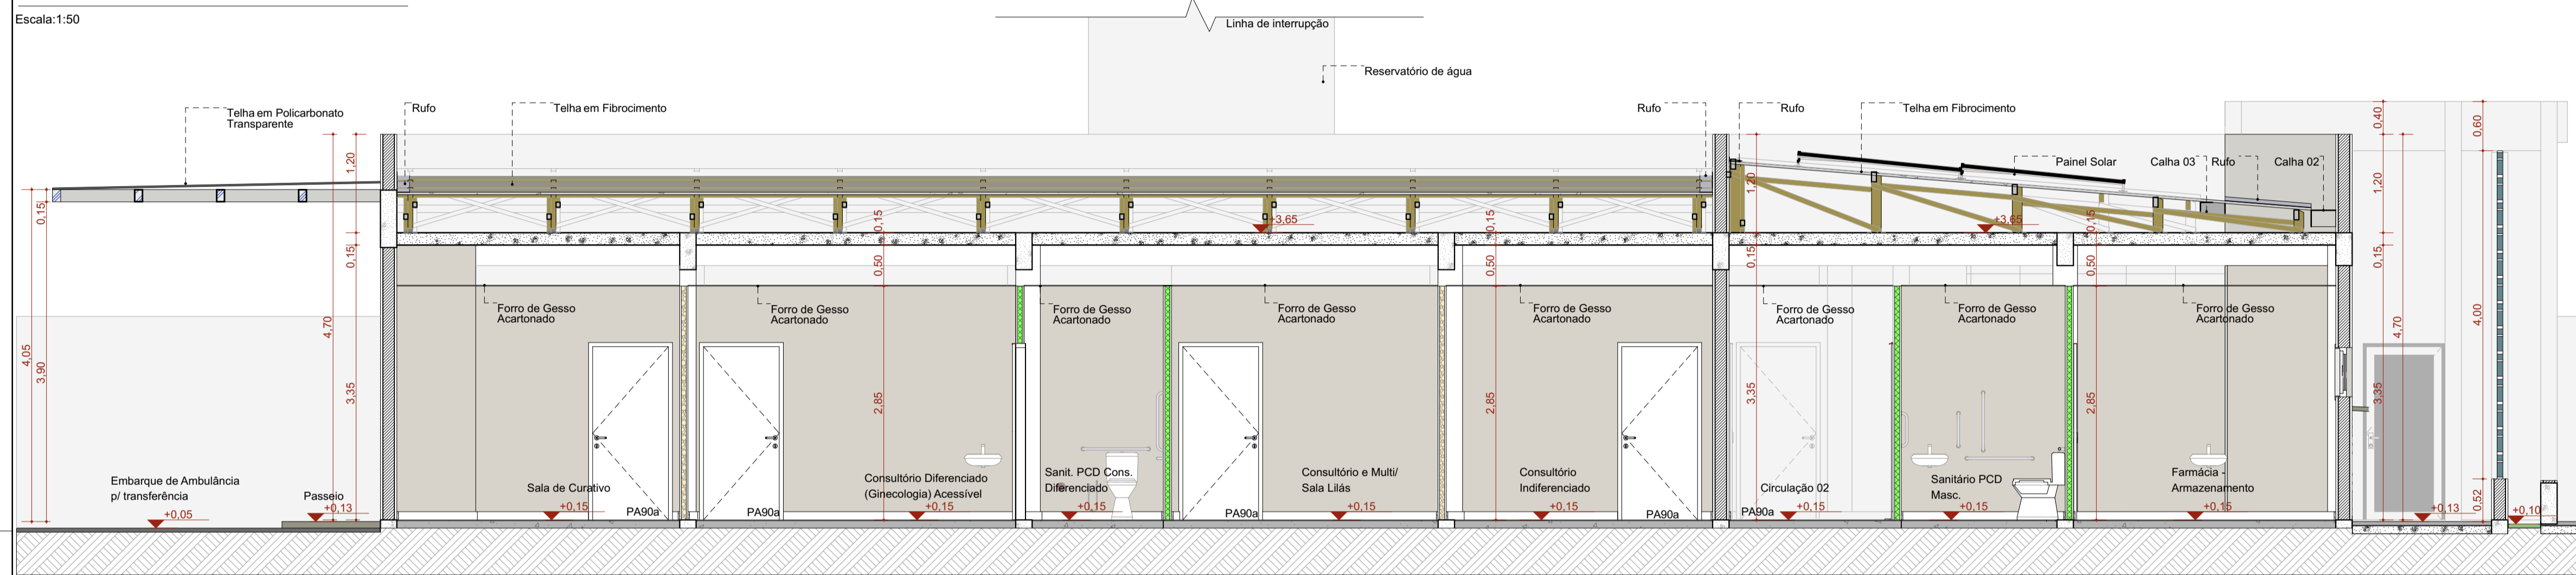 Escala:1:50
Linha de interrupção
Reservatório de água
Telha em Policarbonato
Transparente
Rufo
Telha em Fibrocimento
Rufo
Rufo
Telha em Fibrocimento
Painel Solar
Calha 03
Rufo
Calha 02
0,40
0,60
1,20
1,20
1,20
0,15
0,15
0,15
0,15
+3,65
+3,65
0,15
0,15
0,15
0,15
0,50
0,50
0,50
Forro de Gesso
Acartonado
Forro de Gesso
Acartonado
Forro de Gesso
Acartonado
Forro de Gesso
Acartonado
Forro de Gesso
Acartonado
Forro de Gesso
Acartonado
Forro de Gesso
Acartonado
Forro de Gesso
Acartonado
4,05
3,90
4,70
3,35
2,85
2,85
3,35
2,85
3,35
4,70
4,00
0,52
Embarque de Ambulância
p/ transferência
+0,05
Passeio
+0,13
Sala de Curativo
+0,15
PA90a
PA90a
Consultório Diferenciado
(Ginecologia) Acessível
+0,15
Sanit. PCD Cons.
Diferenciado
+0,15
PA90a
Consultório e Multi/
Sala Lilás
+0,15
Consultório
Indiferenciado
+0,15
PA90a
PA90a
Circulação 02
+0,15
Sanitário PCD
Masc.
+0,15
Farmácia -
Armazenamento
+0,15
+0,13
+0,10